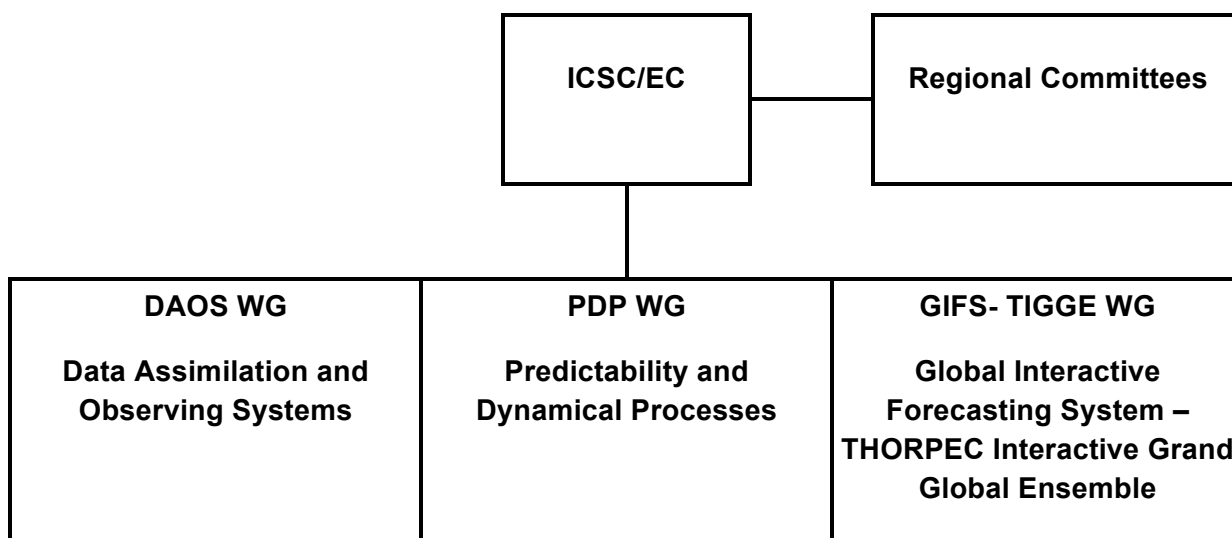 ICSC/EC
Regional Committees
DAOS WG
Data Assimilation and
Observing Systems
PDP WG
Predictability and
Dynamical Processes
GIFS- TIGGE WG
Global Interactive
Forecasting System –
THORPEC Interactive Grand
Global Ensemble